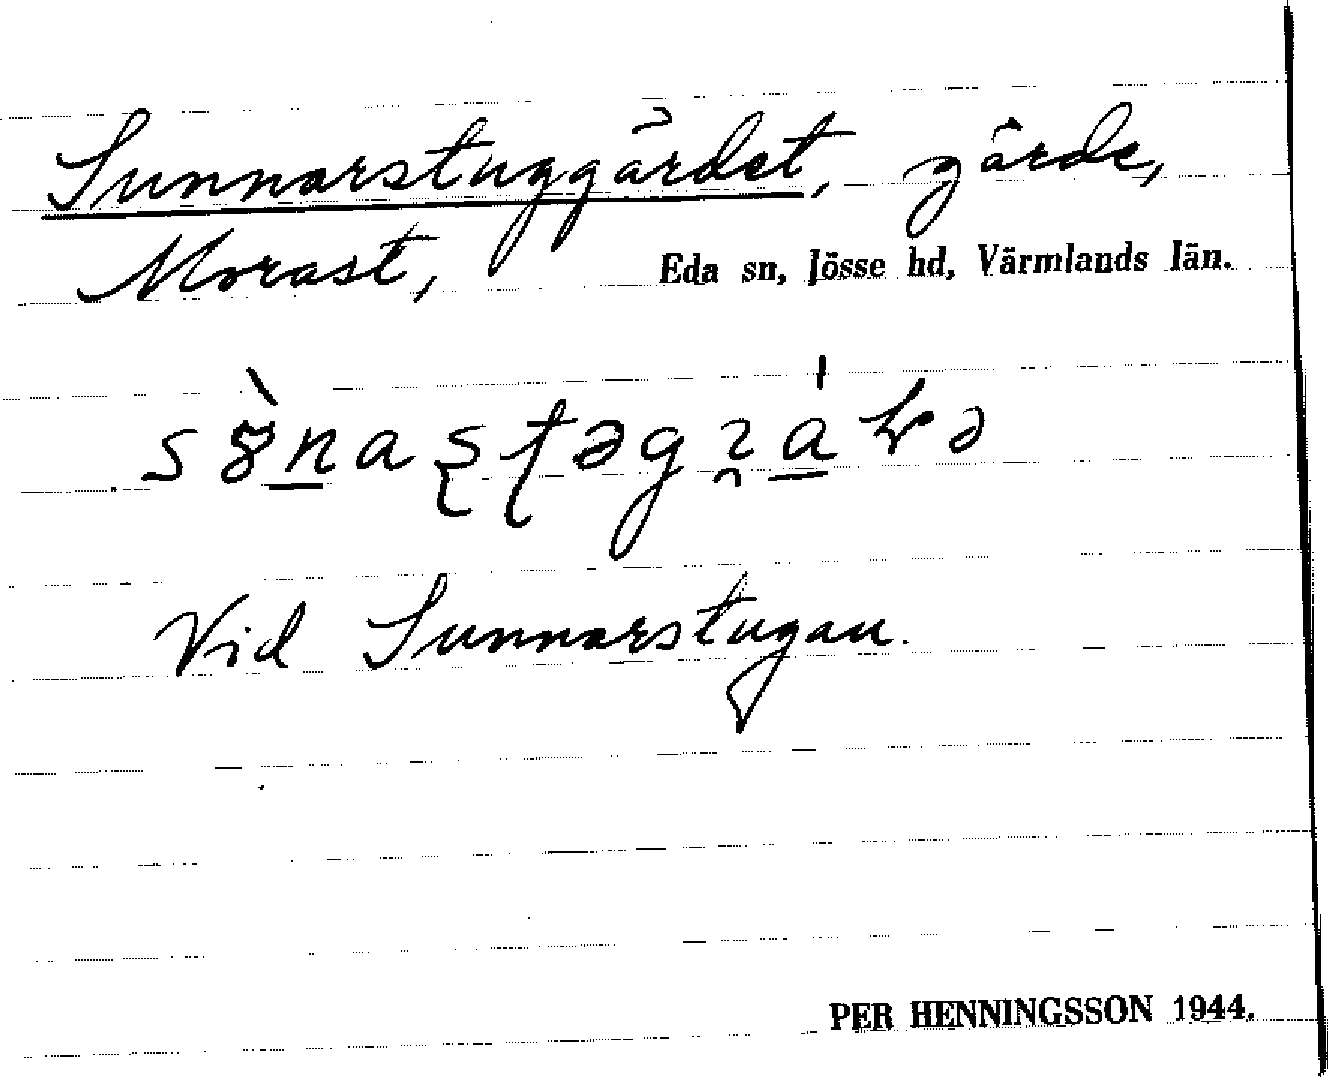 Sunnarstuggärdet, gärde,
Morast, Eda sn, Jösse hd, Värmlands län.
Vid Sunnarstugan.
PER HENNINGSSON 1944.